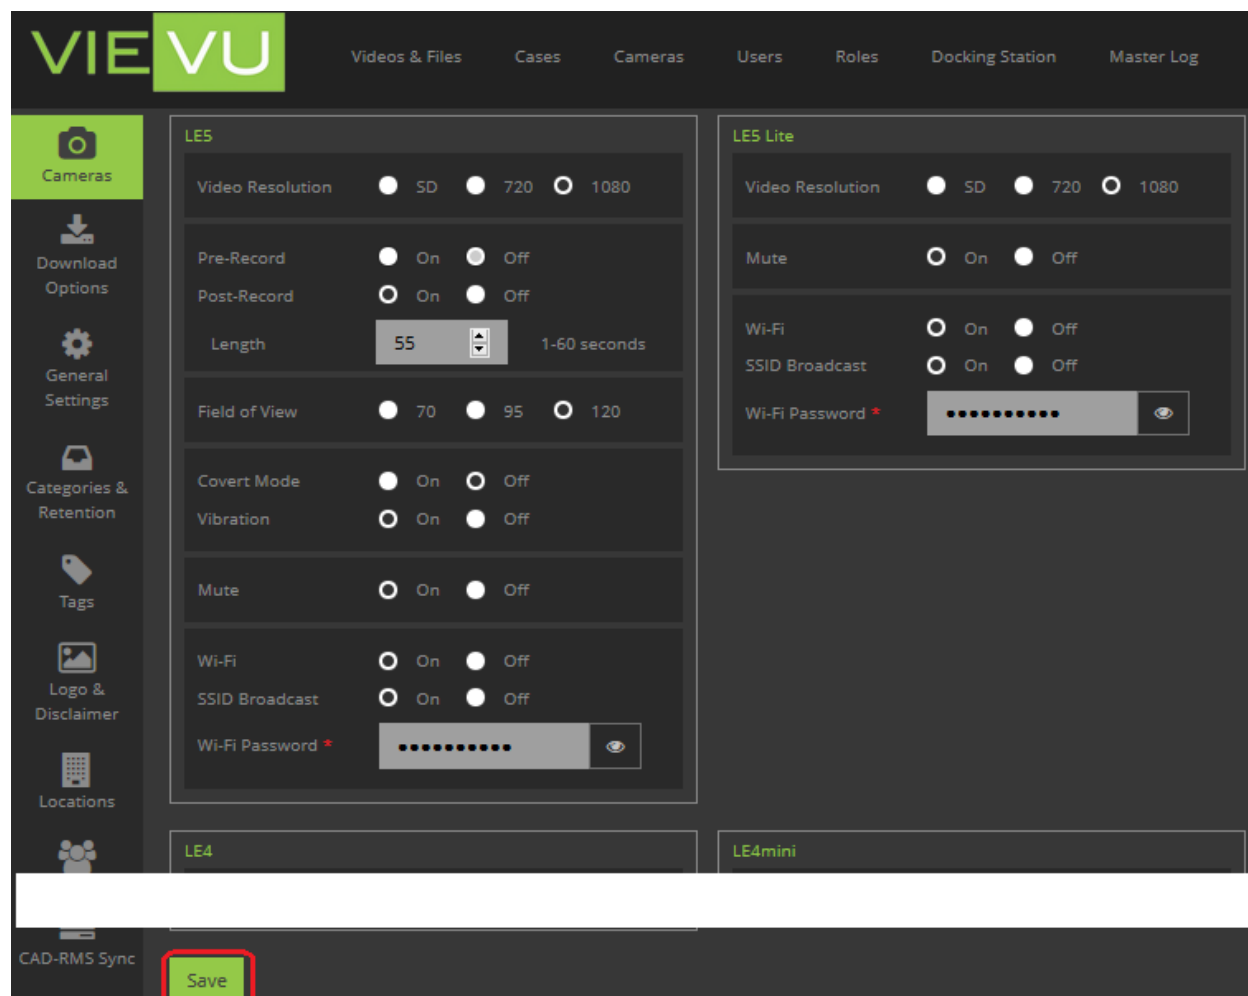 VIEVU
Videos & Files Cases Cameras Users Roles Docking Station Master Log
Cameras
Download
Options
General
Settings
Categories &
Retention
Tags
Logo &
Disclaimer
Locations
CAD-RMS Sync
LE5
Video Resolution SD 720 1080
Pre-Record On Off
Post-Record On Off
Length 55 1-60 seconds
Field of View 70 95 120
Covert Mode On Off
Vibration On Off
Mute On Off
Wi-Fi On Off
SSID Broadcast On Off
Wi-Fi Password * ••••••••••
LE5 Lite
Video Resolution SD 720 1080
Mute On Off
Wi-Fi On Off
SSID Broadcast On Off
Wi-Fi Password * ••••••••••
LE4
LE4mini
Save